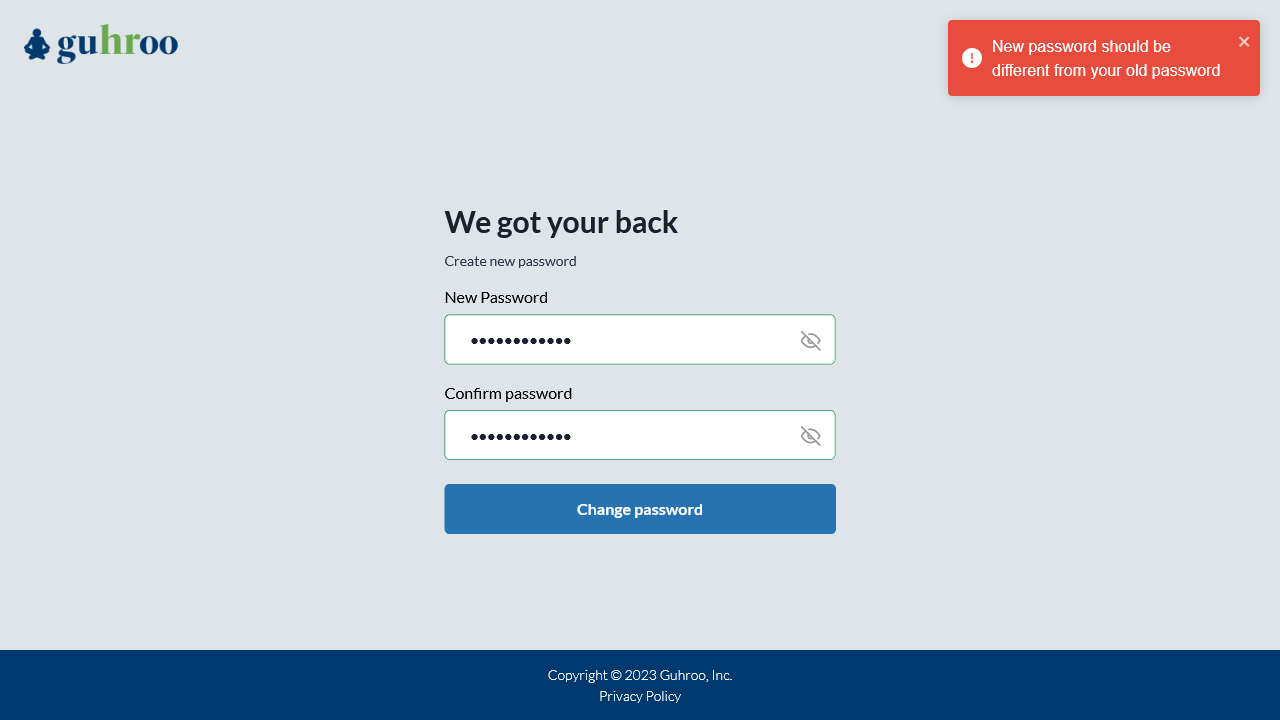 guhroo
New password should be
different from your old password
We got your back
Create new password
New Password
••••••••••••
Confirm password
••••••••••••
Change password
Copyright © 2023 Guhroo, Inc.
Privacy Policy